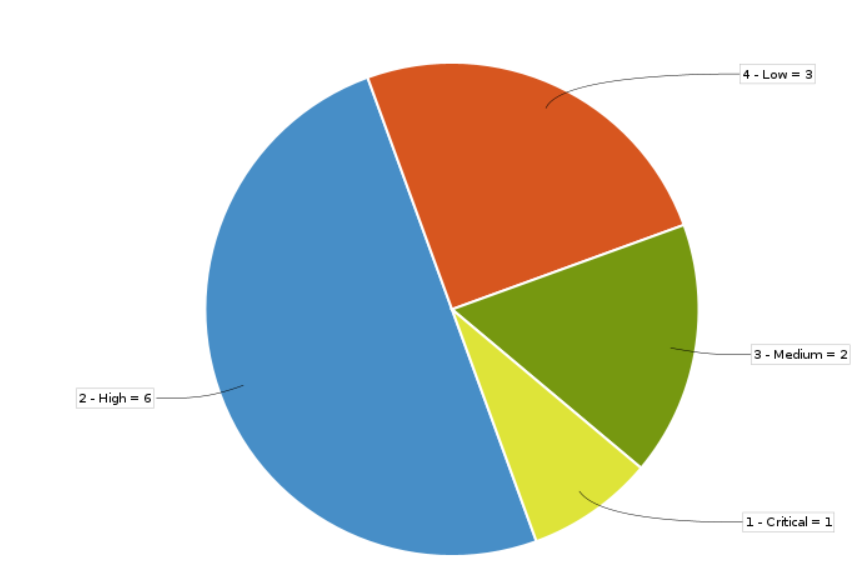 4 - Low = 3
3 - Medium = 2
2 - High = 6
1 - Critical = 1